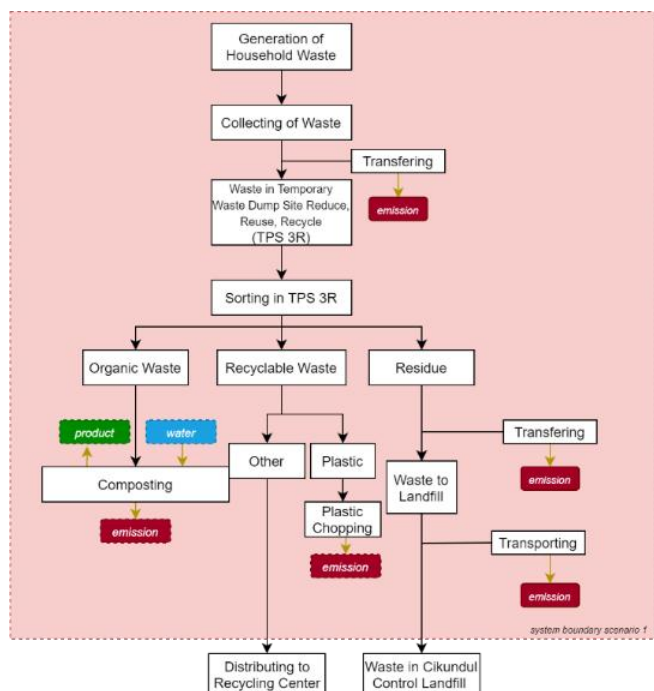 Generation of
Household Waste
Collecting of Waste
Transfering
emission
Waste in Temporary
Waste Dump Site Reduce,
Reuse, Recycle
(TPS 3R)
Sorting in TPS 3R
Organic Waste
Recyclable Waste
Residue
product
water
Transfering
emission
Other
Plastic
Composting
Waste to
Landfill
emission
Plastic
Chopping
emission
Transporting
emission
system boundary scenario 1
Distributing to
Recycling Center
Waste in Cikundul
Control Landfill